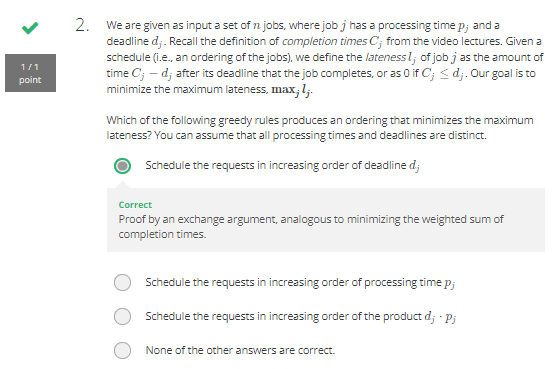 2. We are given as input a set of n jobs, where job j has a processing time p_j and a
deadline d_j. Recall the definition of completion times C_j from the video lectures. Given a
schedule (i.e., an ordering of the jobs), we define the lateness l_j of job j as the amount of
time C_j − d_j after its deadline that the job completes, or as 0 if C_j ≤ d_j. Our goal is to
minimize the maximum lateness, max_j l_j.
1 / 1
point
Which of the following greedy rules produces an ordering that minimizes the maximum
lateness? You can assume that all processing times and deadlines are distinct.
Schedule the requests in increasing order of deadline d_j
Correct
Proof by an exchange argument, analogous to minimizing the weighted sum of
completion times.
Schedule the requests in increasing order of processing time p_j
Schedule the requests in increasing order of the product d_j · p_j
None of the other answers are correct.